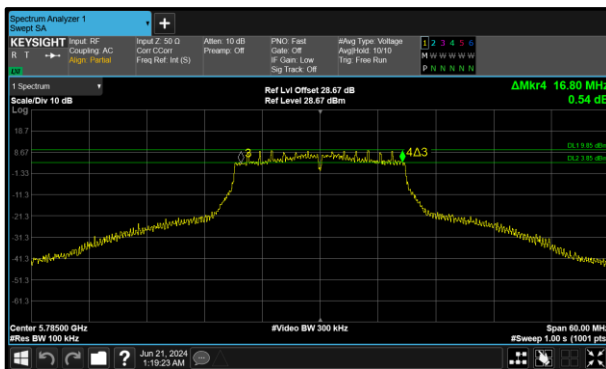 Spectrum Analyzer 1
Swept SA
+
KEYSIGHT
R T
Input: RF
Coupling: AC
Align: Partial
Input Z: 50 Ω
Corr CCorr
Freq Ref: Int (S)
Atten: 10 dB
Preamp: Off
PNO: Fast
Gate: Off
IF Gain: Low
Sig Track: Off
#Avg Type: Voltage
Avg|Hold: 10/10
Trig: Free Run
1 2 3 4 5 6
M W W W W W
P N N N N N
1 Spectrum
Scale/Div 10 dB
Ref Lvl Offset 28.67 dB
Ref Level 28.67 dBm
ΔMkr4 16.80 MHz
0.54 dB
Log
18.7
8.67
-1.33
-11.3
-21.3
-31.3
-41.3
-51.3
-61.3
3
4Δ3
DL1 9.85 dBm
DL2 3.85 dBm
Center 5.78500 GHz
#Res BW 100 kHz
#Video BW 300 kHz
Span 60.00 MHz
#Sweep 1.00 s (1001 pts)
?
Jun 21, 2024
1:19:23 AM